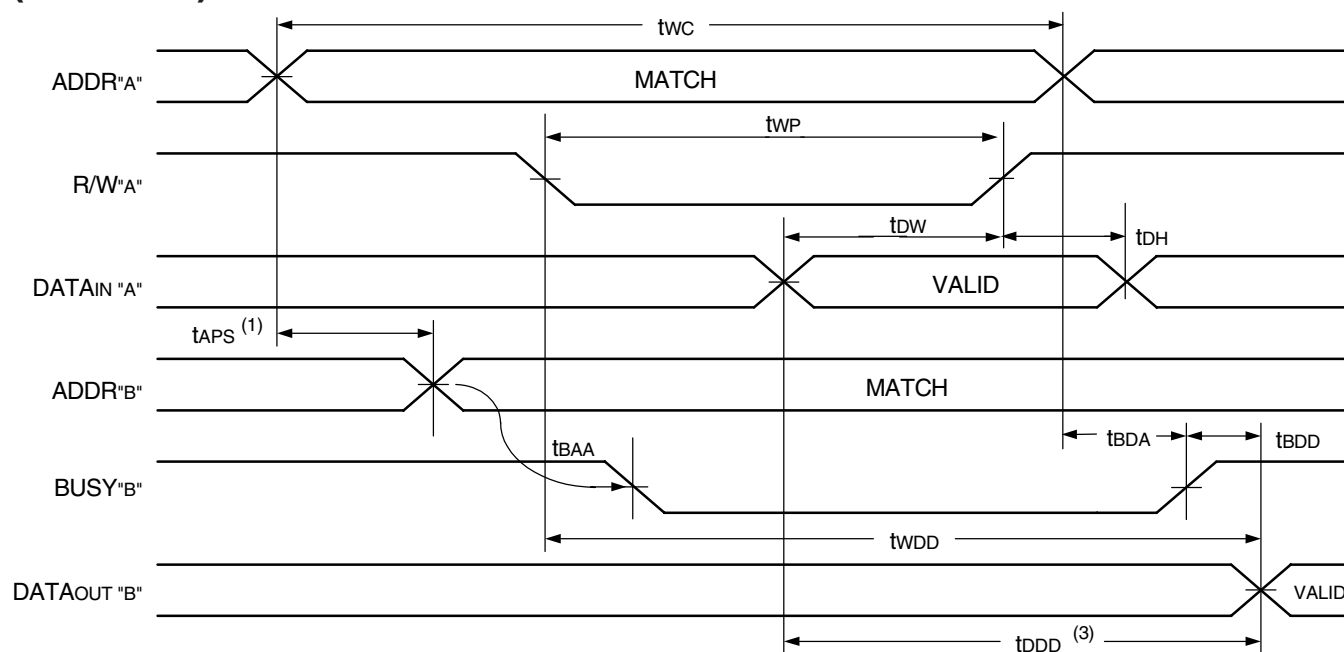 tWC
ADDR"A"
MATCH
tWP
R/W"A"
tDW
tDH
DATAIN "A"
VALID
tAPS (1)
ADDR"B"
MATCH
tBAA
tBDA
tBDD
BUSY"B"
tWDD
DATAOUT "B"
VALID
tDDD (3)